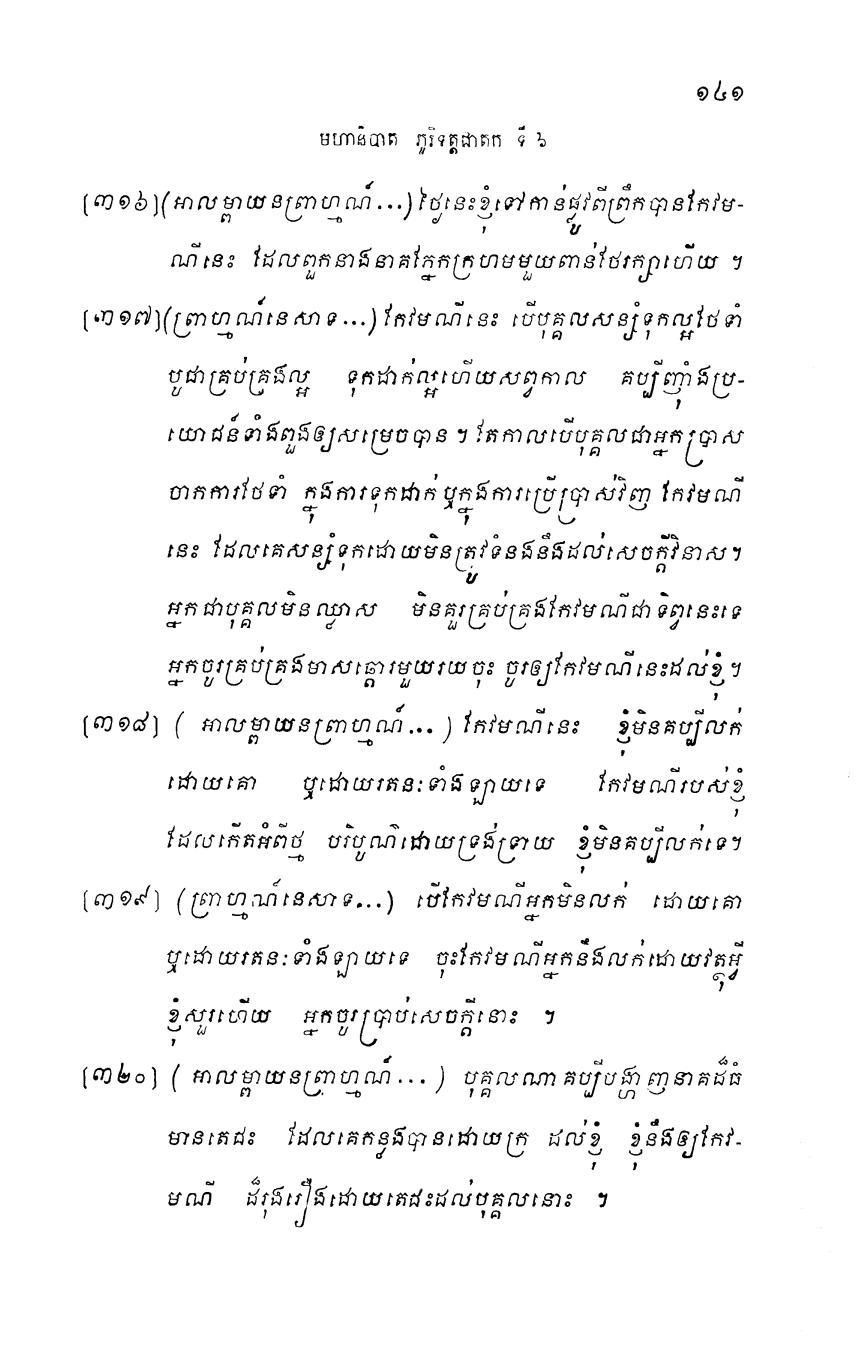 ១៤១
មហានិបាត ភូរិទត្តជាតក ទី ៦
[៣១៦](អាលម្ពាយនព្រាហ្មណ៍...) ថ្ងៃនេះខ្ញុំទៅកាន់ផ្លូវពីព្រឹកបានកែវម-
ណីនេះ ដែលពួកនាងនាគភ្នែកក្រហមមួយពាន់ថែរក្សាហើយ ។
[៣១៧](ព្រាហ្មណ៍នេសាទ...) កែវមណីនេះ បើបុគ្គលសន្សំទុកល្អថែទាំ
បូជាគ្រប់គ្រងល្អ ទុកដាក់ល្អហើយសព្វកាល គប្បីញ៉ាំងប្រ-
យោជន៍ទាំងពួងឲ្យសម្រេចបាន ។ តែកាលបើបុគ្គលជាអ្នកប្រាស
ចាកការថែទាំ ក្នុងការទុកដាក់ ឬក្នុងការប្រើប្រាស់វិញ កែវមណី
នេះ ដែលគេសន្សំទុកដោយមិនត្រូវទំនងនឹងដល់សេចក្តីវិនាស។
អ្នកជាបុគ្គលមិនឈ្លាស មិនគួរគ្រប់គ្រងកែវមណីជាទិព្វនេះទេ
អ្នកចូរគ្រប់គ្រងមាសឆ្តោរមួយរយចុះ ចូរឲ្យកែវមណីនេះដល់ខ្ញុំ។
[៣១៨] ( អាលម្ពាយនព្រាហ្មណ៍... ) កែវមណីនេះ ខ្ញុំមិនគប្បីលក់
ដោយគោ ឬដោយរតនៈទាំងឡាយទេ កែវមណីរបស់ខ្ញុំ
ដែលកើតអំពីថ្ម បរិបូណ៌ដោយទ្រង់ទ្រាយ ខ្ញុំមិនគប្បីលក់ទេ។
[៣១៩] (ព្រាហ្មណ៍នេសាទ...) បើកែវមណីអ្នកមិនលក់ ដោយគោ
ឬដោយរតនៈទាំងឡាយទេ ចុះកែវមណីអ្នកនឹងលក់ដោយវត្ថុអ្វី
ខ្ញុំសួរហើយ អ្នកចូរប្រាប់សេចក្តីនោះ ។
[៣២០] ( អាលម្ពាយនព្រាហ្មណ៍... ) បុគ្គលណាគប្បីបង្ហាញនាគដ៏ធំ
មានតេជះ ដែលគេកន្លងបានដោយក្រ ដល់ខ្ញុំ ខ្ញុំនឹងឲ្យកែវ-
មណី ដ៏រុងរឿងដោយតេជះដល់បុគ្គលនោះ ។